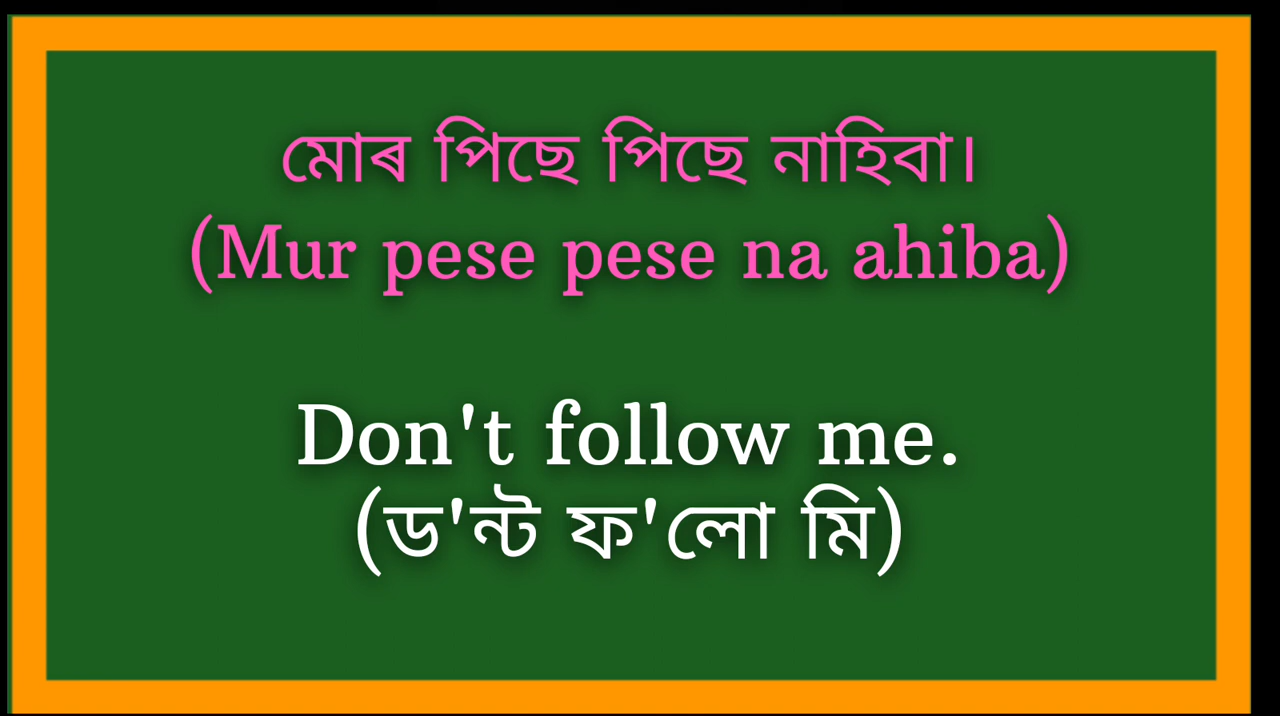 মোৰ পিছে পিছে নাহিবা।
(Mur pese pese na ahiba)
Don't follow me.
(ড'ন্ট ফ'লো মি)